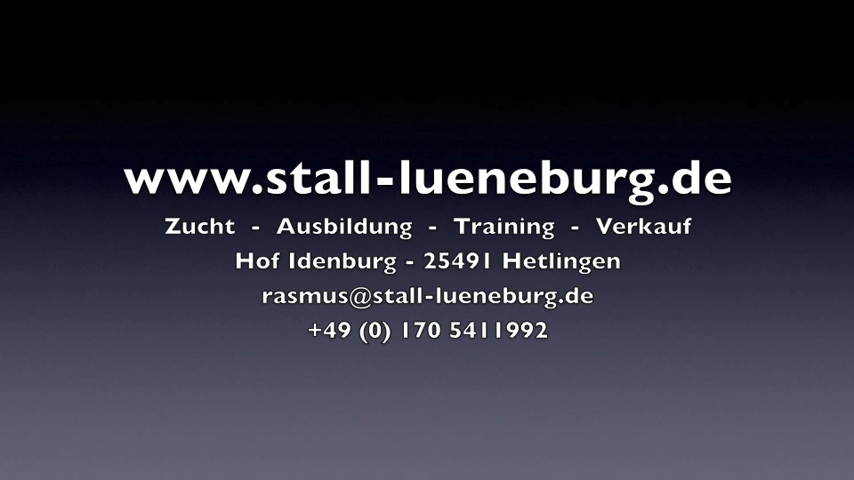 www.stall-lueneburg.de
Zucht - Ausbildung - Training - Verkauf
Hof Idenburg - 25491 Hetlingen
rasmus@stall-lueneburg.de
+49 (0) 170 5411992